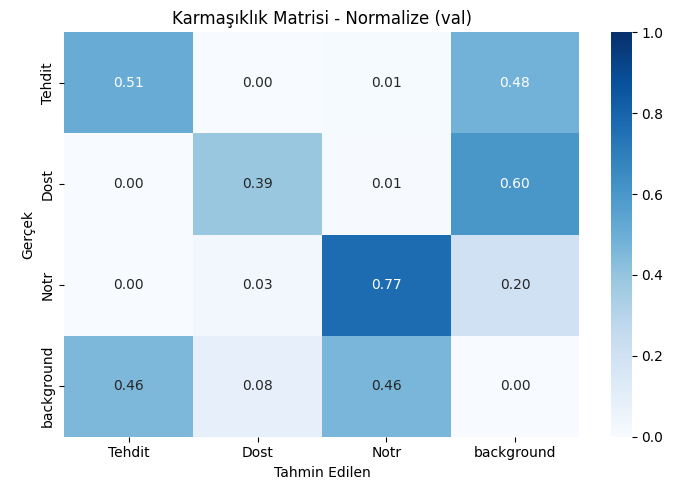 Karmaşıklık Matrisi - Normalize (val)
Gerçek
Tehdit 0.51 0.00 0.01 0.48
Dost 0.00 0.39 0.01 0.60
Notr 0.00 0.03 0.77 0.20
background 0.46 0.08 0.46 0.00
Tehdit Dost Notr background
Tahmin Edilen
1.0
0.8
0.6
0.4
0.2
0.0